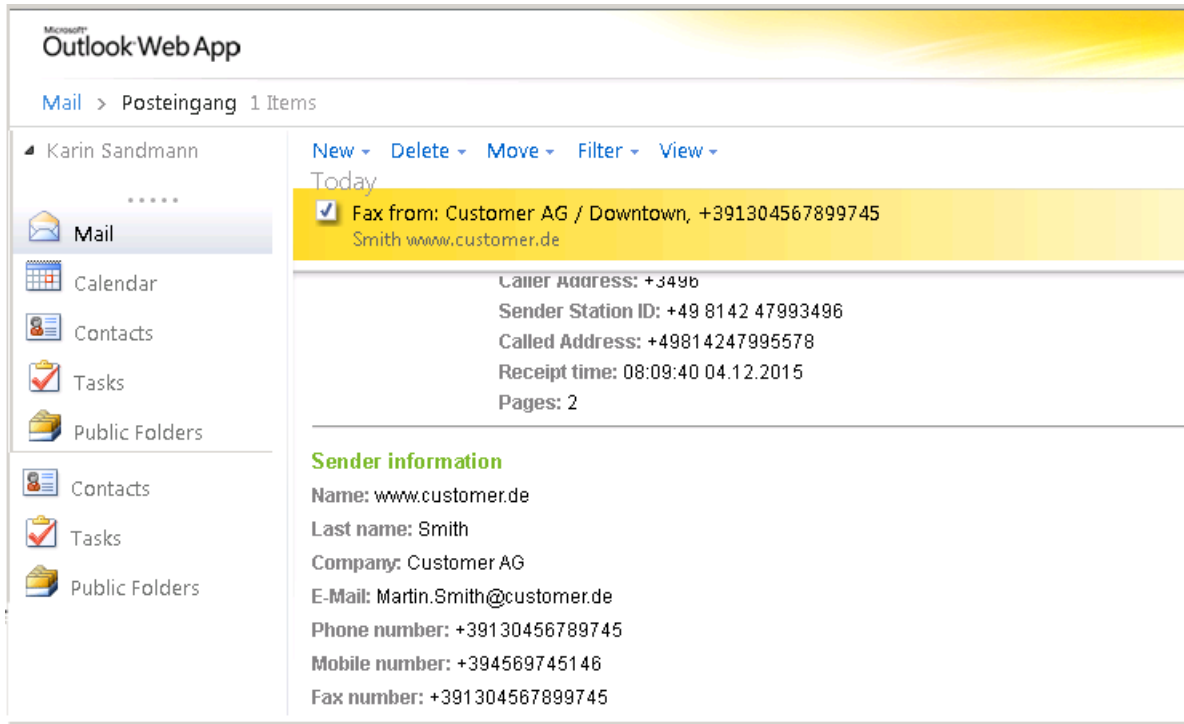 Microsoft
Outlook Web App
Mail > Posteingang 1 Items
Karin Sandmann
Mail
Calendar
Contacts
Tasks
Public Folders
Contacts
Tasks
Public Folders
New Delete Move Filter View
Today
Fax from: Customer AG / Downtown, +391304567899745
Smith www.customer.de
Caller Address: +3496
Sender Station ID: +49 8142 47993496
Called Address: +49814247995578
Receipt time: 08:09:40 04.12.2015
Pages: 2
Sender information
Name: www.customer.de
Last name: Smith
Company: Customer AG
E-Mail: Martin.Smith@customer.de
Phone number: +39130456789745
Mobile number: +394569745146
Fax number: +391304567899745